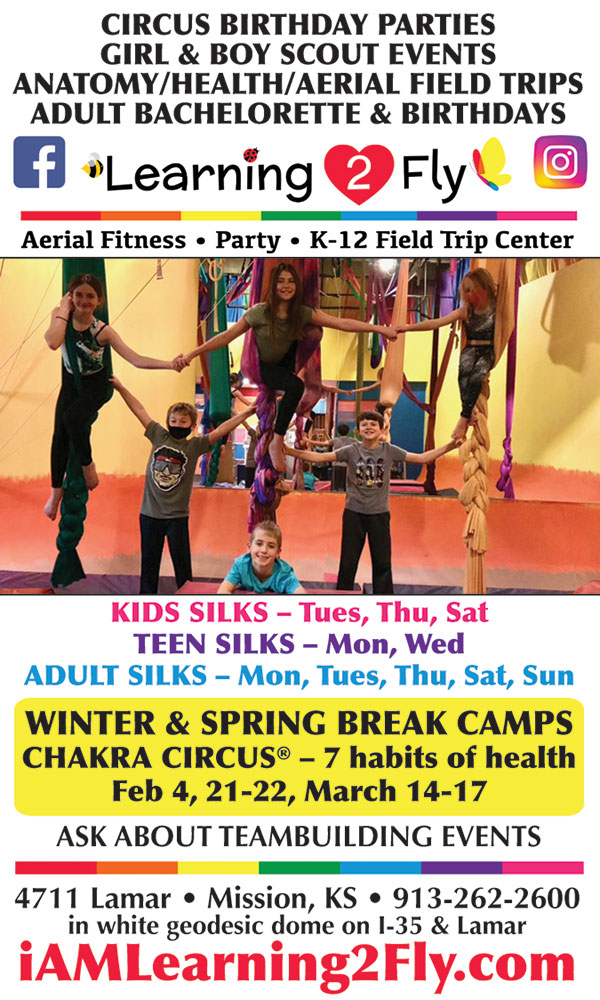 CIRCUS BIRTHDAY PARTIES
GIRL & BOY SCOUT EVENTS
ANATOMY/HEALTH/AERIAL FIELD TRIPS
ADULT BACHELORETTE & BIRTHDAYS
f Learning 2 Fly
Aerial Fitness • Party • K-12 Field Trip Center
KIDS SILKS – Tues, Thu, Sat
TEEN SILKS – Mon, Wed
ADULT SILKS – Mon, Tues, Thu, Sat, Sun
WINTER & SPRING BREAK CAMPS
CHAKRA CIRCUS® – 7 habits of health
Feb 4, 21-22, March 14-17
ASK ABOUT TEAMBUILDING EVENTS
4711 Lamar • Mission, KS • 913-262-2600
in white geodesic dome on I-35 & Lamar
iAMLearning2Fly.com